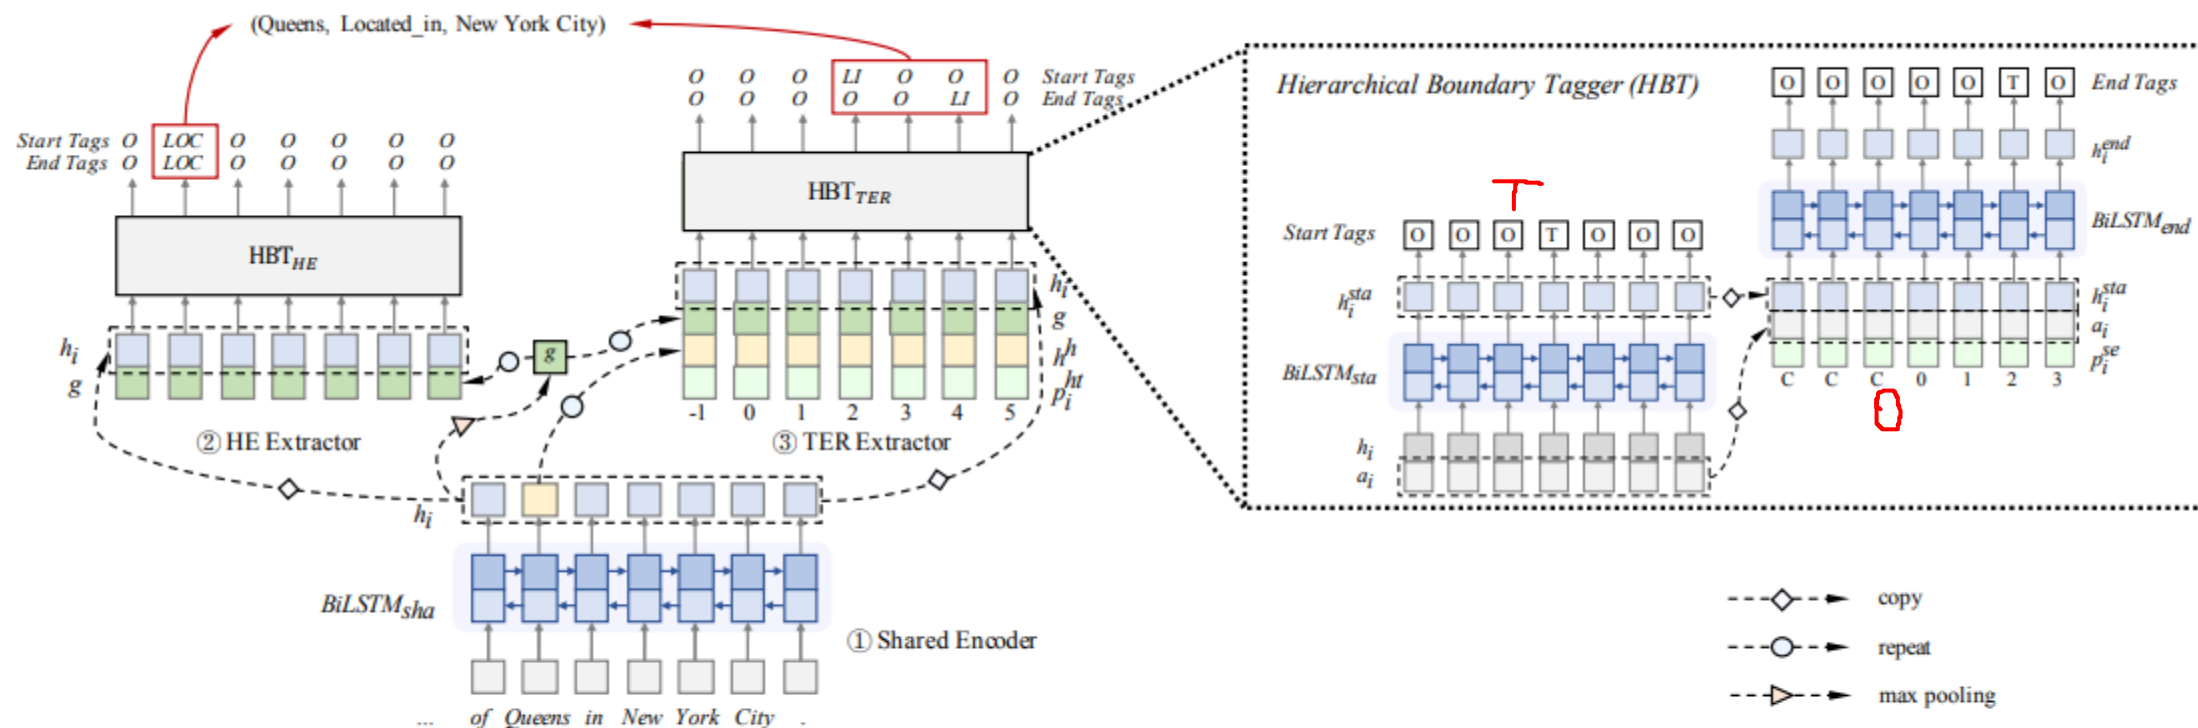 (Queens, Located_in, New York City)
O O O LI O O O Start Tags
O O O O O LI O End Tags
Start Tags O LOC O O O O O
End Tags O LOC O O O O O
HBT_HE
HBT_TER
h_i
g
② HE Extractor
g
h_i
g
h^h
p_i^ht
-1 0 1 2 3 4 5
③ TER Extractor
h_i
BiLSTM_sha
① Shared Encoder
... of Queens in New York City .
Hierarchical Boundary Tagger (HBT)
O O O O O T O End Tags
h_i^end
BiLSTM_end
T
Start Tags O O O T O O O
h_i^sta
BiLSTM_sta
h_i
a_i
h_i^sta
a_i
p_i^se
C C C 0 1 2 3
0
copy
repeat
max pooling